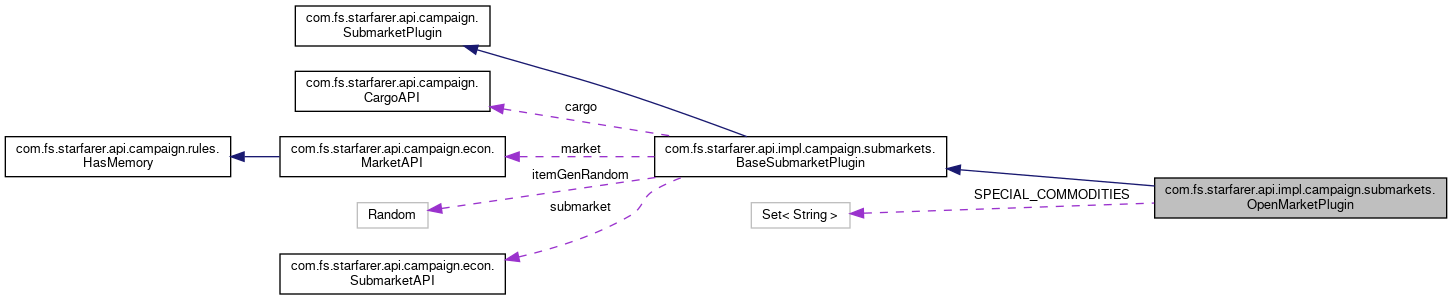 com.fs.starfarer.api.campaign.
SubmarketPlugin
com.fs.starfarer.api.campaign.
CargoAPI
cargo
com.fs.starfarer.api.campaign.rules.
HasMemory
com.fs.starfarer.api.campaign.econ.
MarketAPI
market
com.fs.starfarer.api.impl.campaign.submarkets.
BaseSubmarketPlugin
itemGenRandom
Random
submarket
com.fs.starfarer.api.campaign.econ.
SubmarketAPI
Set< String >
SPECIAL_COMMODITIES
com.fs.starfarer.api.impl.campaign.submarkets.
OpenMarketPlugin